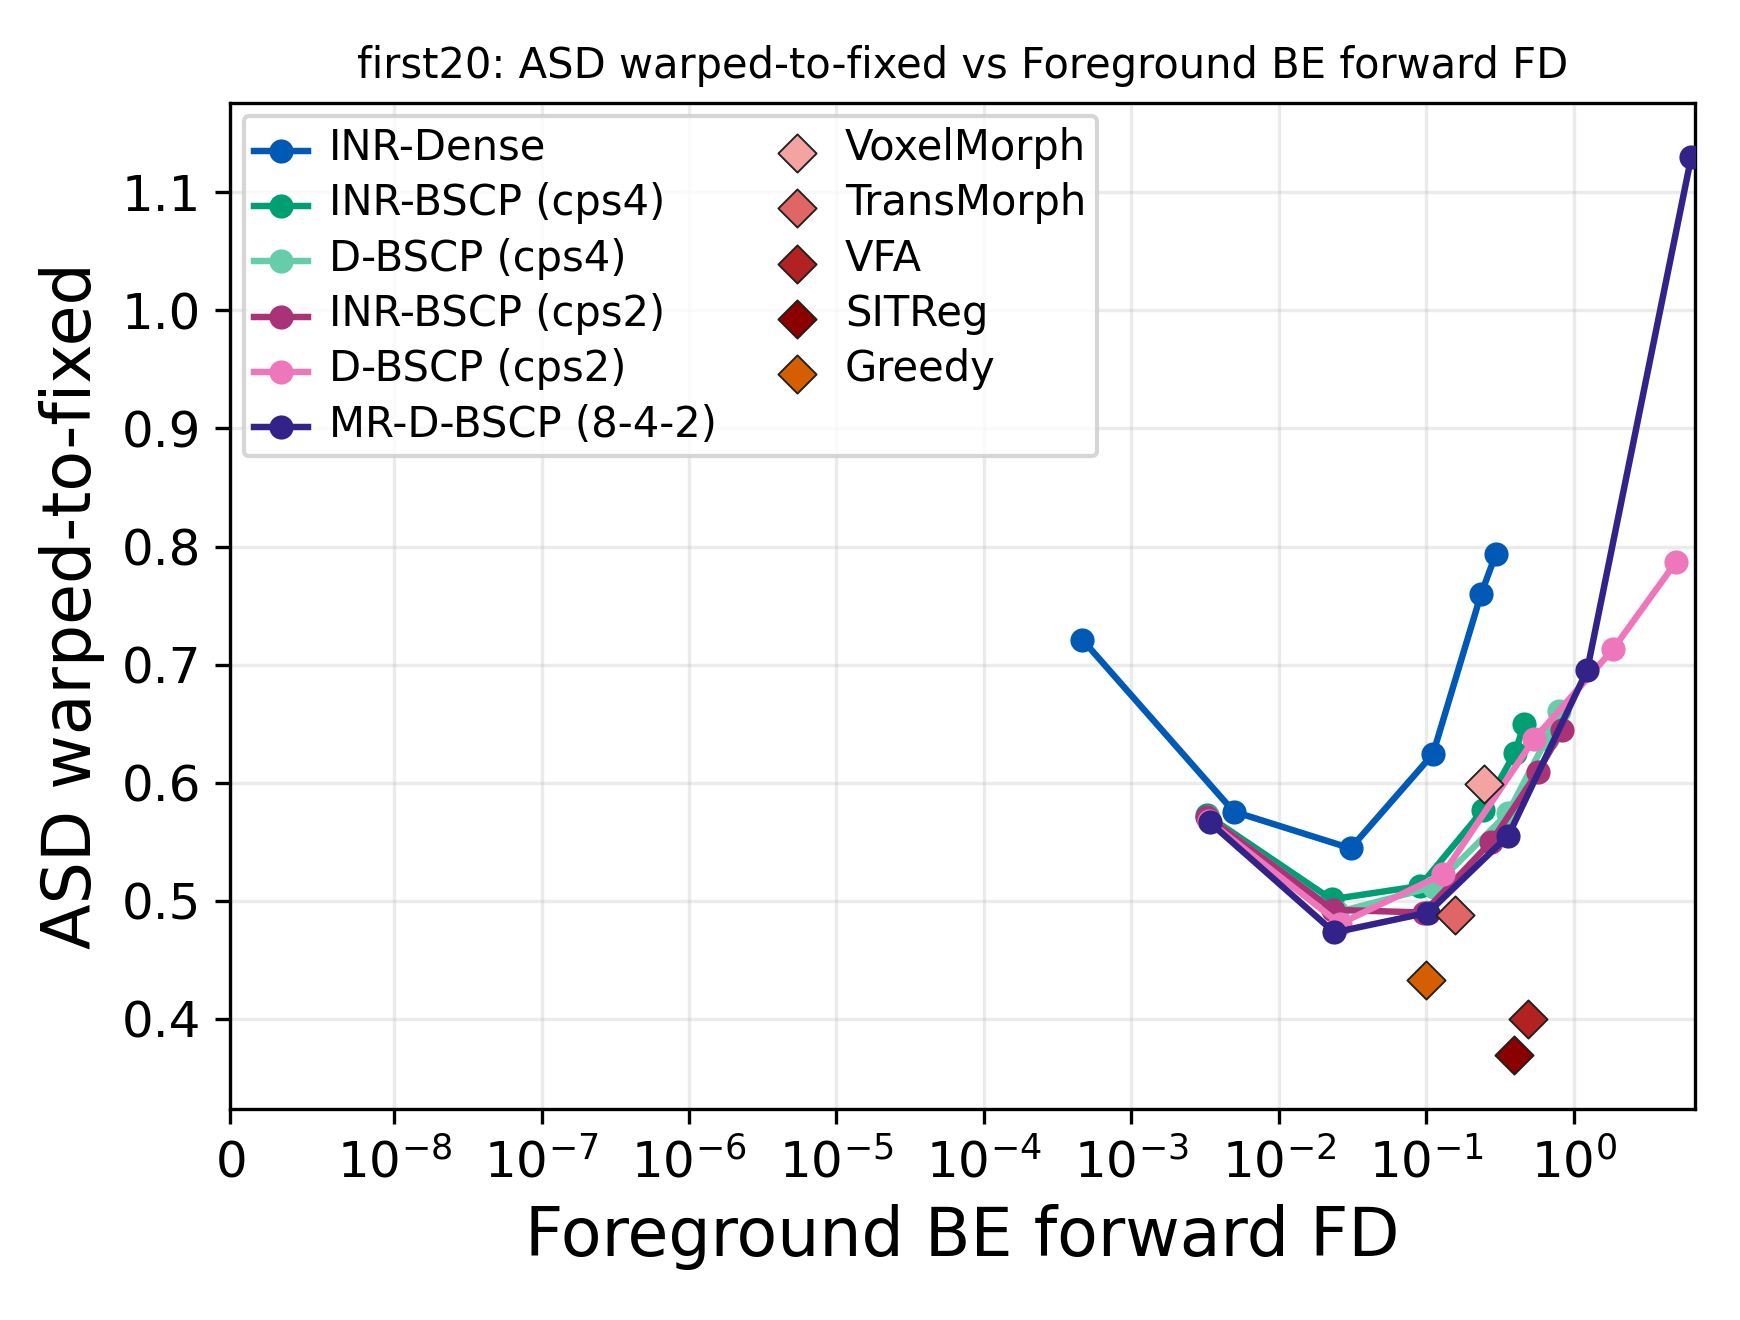 first20: ASD warped-to-fixed vs Foreground BE forward FD
INR-Dense
INR-BSCP (cps4)
D-BSCP (cps4)
INR-BSCP (cps2)
D-BSCP (cps2)
MR-D-BSCP (8-4-2)
VoxelMorph
TransMorph
VFA
SITReg
Greedy
ASD warped-to-fixed
1.1
1.0
0.9
0.8
0.7
0.6
0.5
0.4
0 10⁻⁸ 10⁻⁷ 10⁻⁶ 10⁻⁵ 10⁻⁴ 10⁻³ 10⁻² 10⁻¹ 10⁰
Foreground BE forward FD